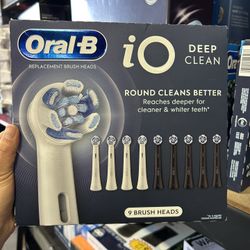 Oral-B
REPLACEMENT BRUSH HEADS
iO
DEEP
CLEAN
ROUND CLEANS BETTER
Reaches deeper for
cleaner & whiter teeth*
9 BRUSH HEADS